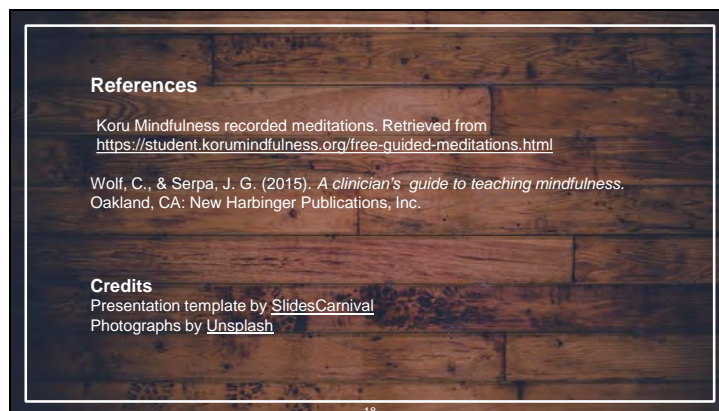 References
Koru Mindfulness recorded meditations. Retrieved from
https://student.korumindfulness.org/free-guided-meditations.html
Wolf, C., & Serpa, J. G. (2015). A clinician's  guide to teaching mindfulness.
Oakland, CA: New Harbinger Publications, Inc.
Credits
Presentation template by SlidesCarnival
Photographs by Unsplash
18